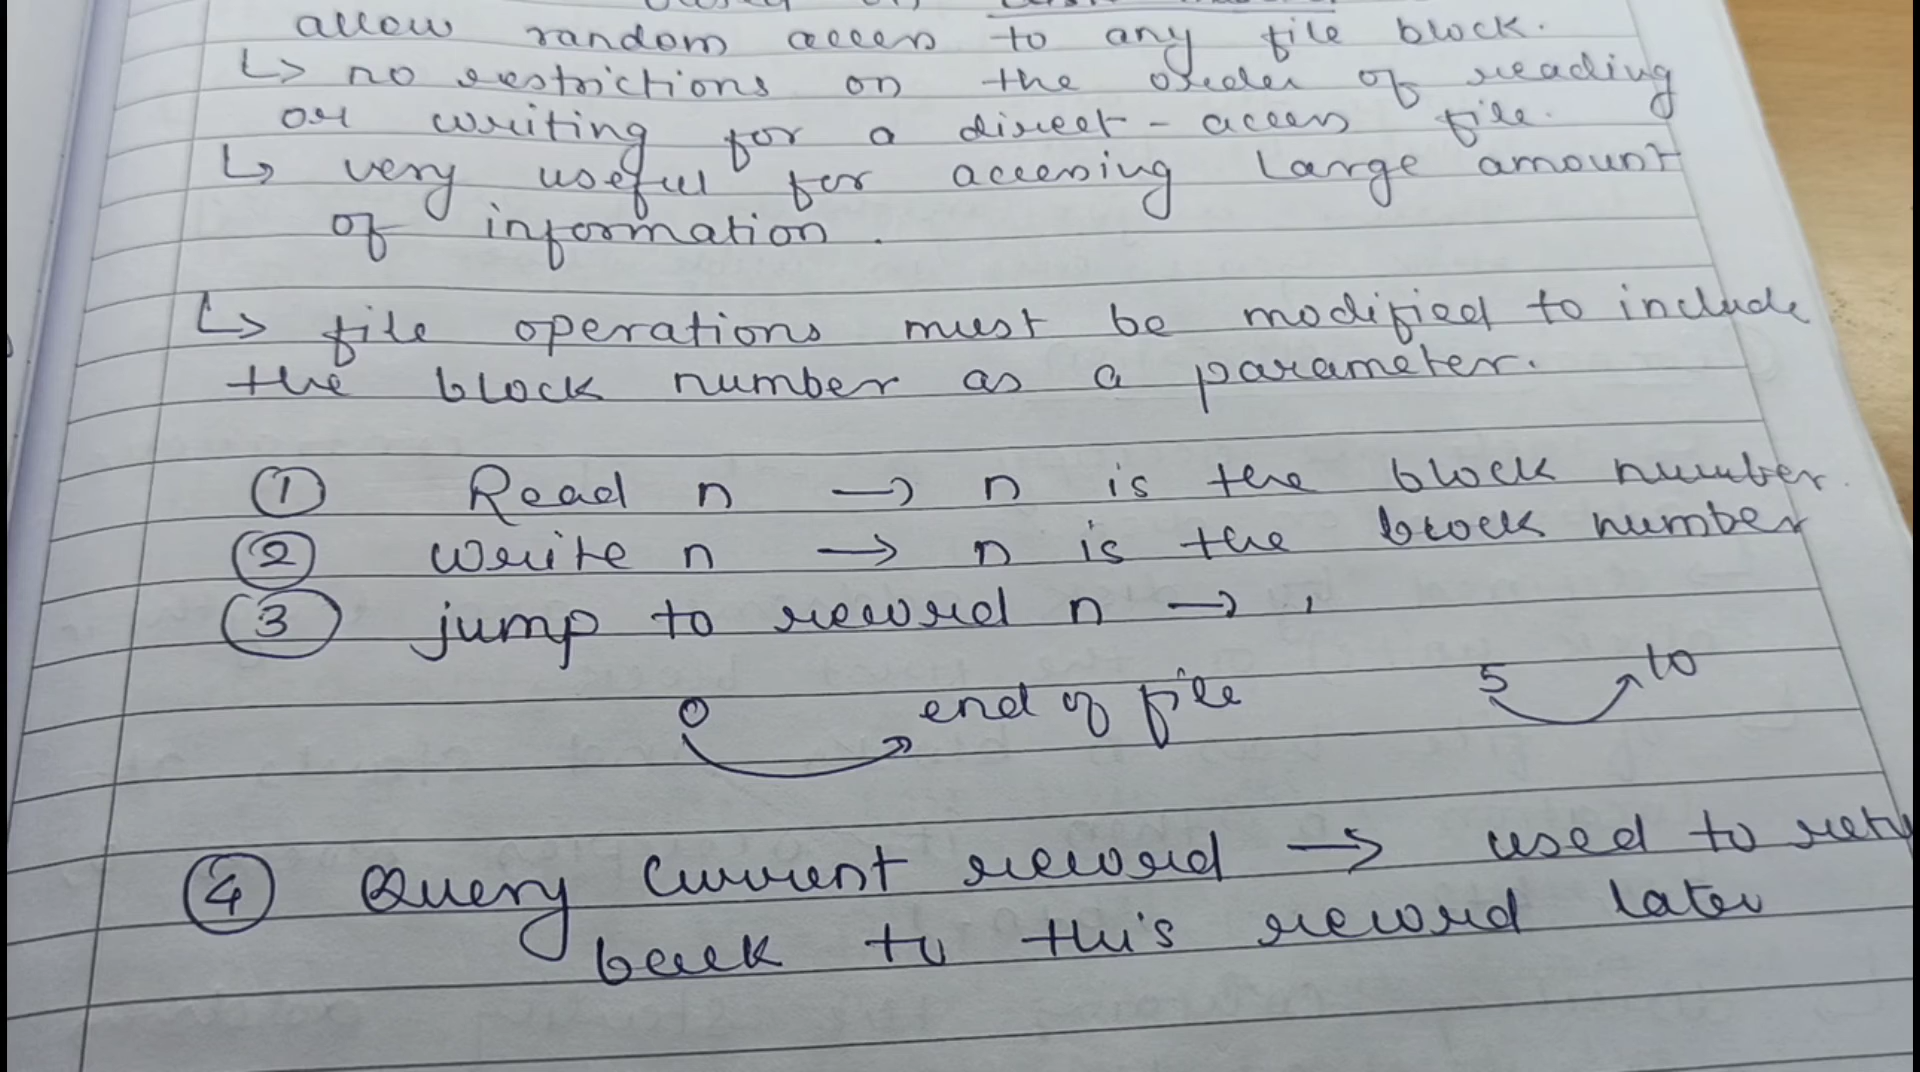 allow random access to any file block.
↳ no restrictions on the order of reading
or writing for a direct-access file.
↳ very useful for accessing large amount
of information.
↳ file operations must be modified to include
the block number as a parameter.
① Read n → n is the block number.
② write n → n is the block number
③ jump to record n → ,
0 end of file 5 10
④ Query current record → used to
back to this record later